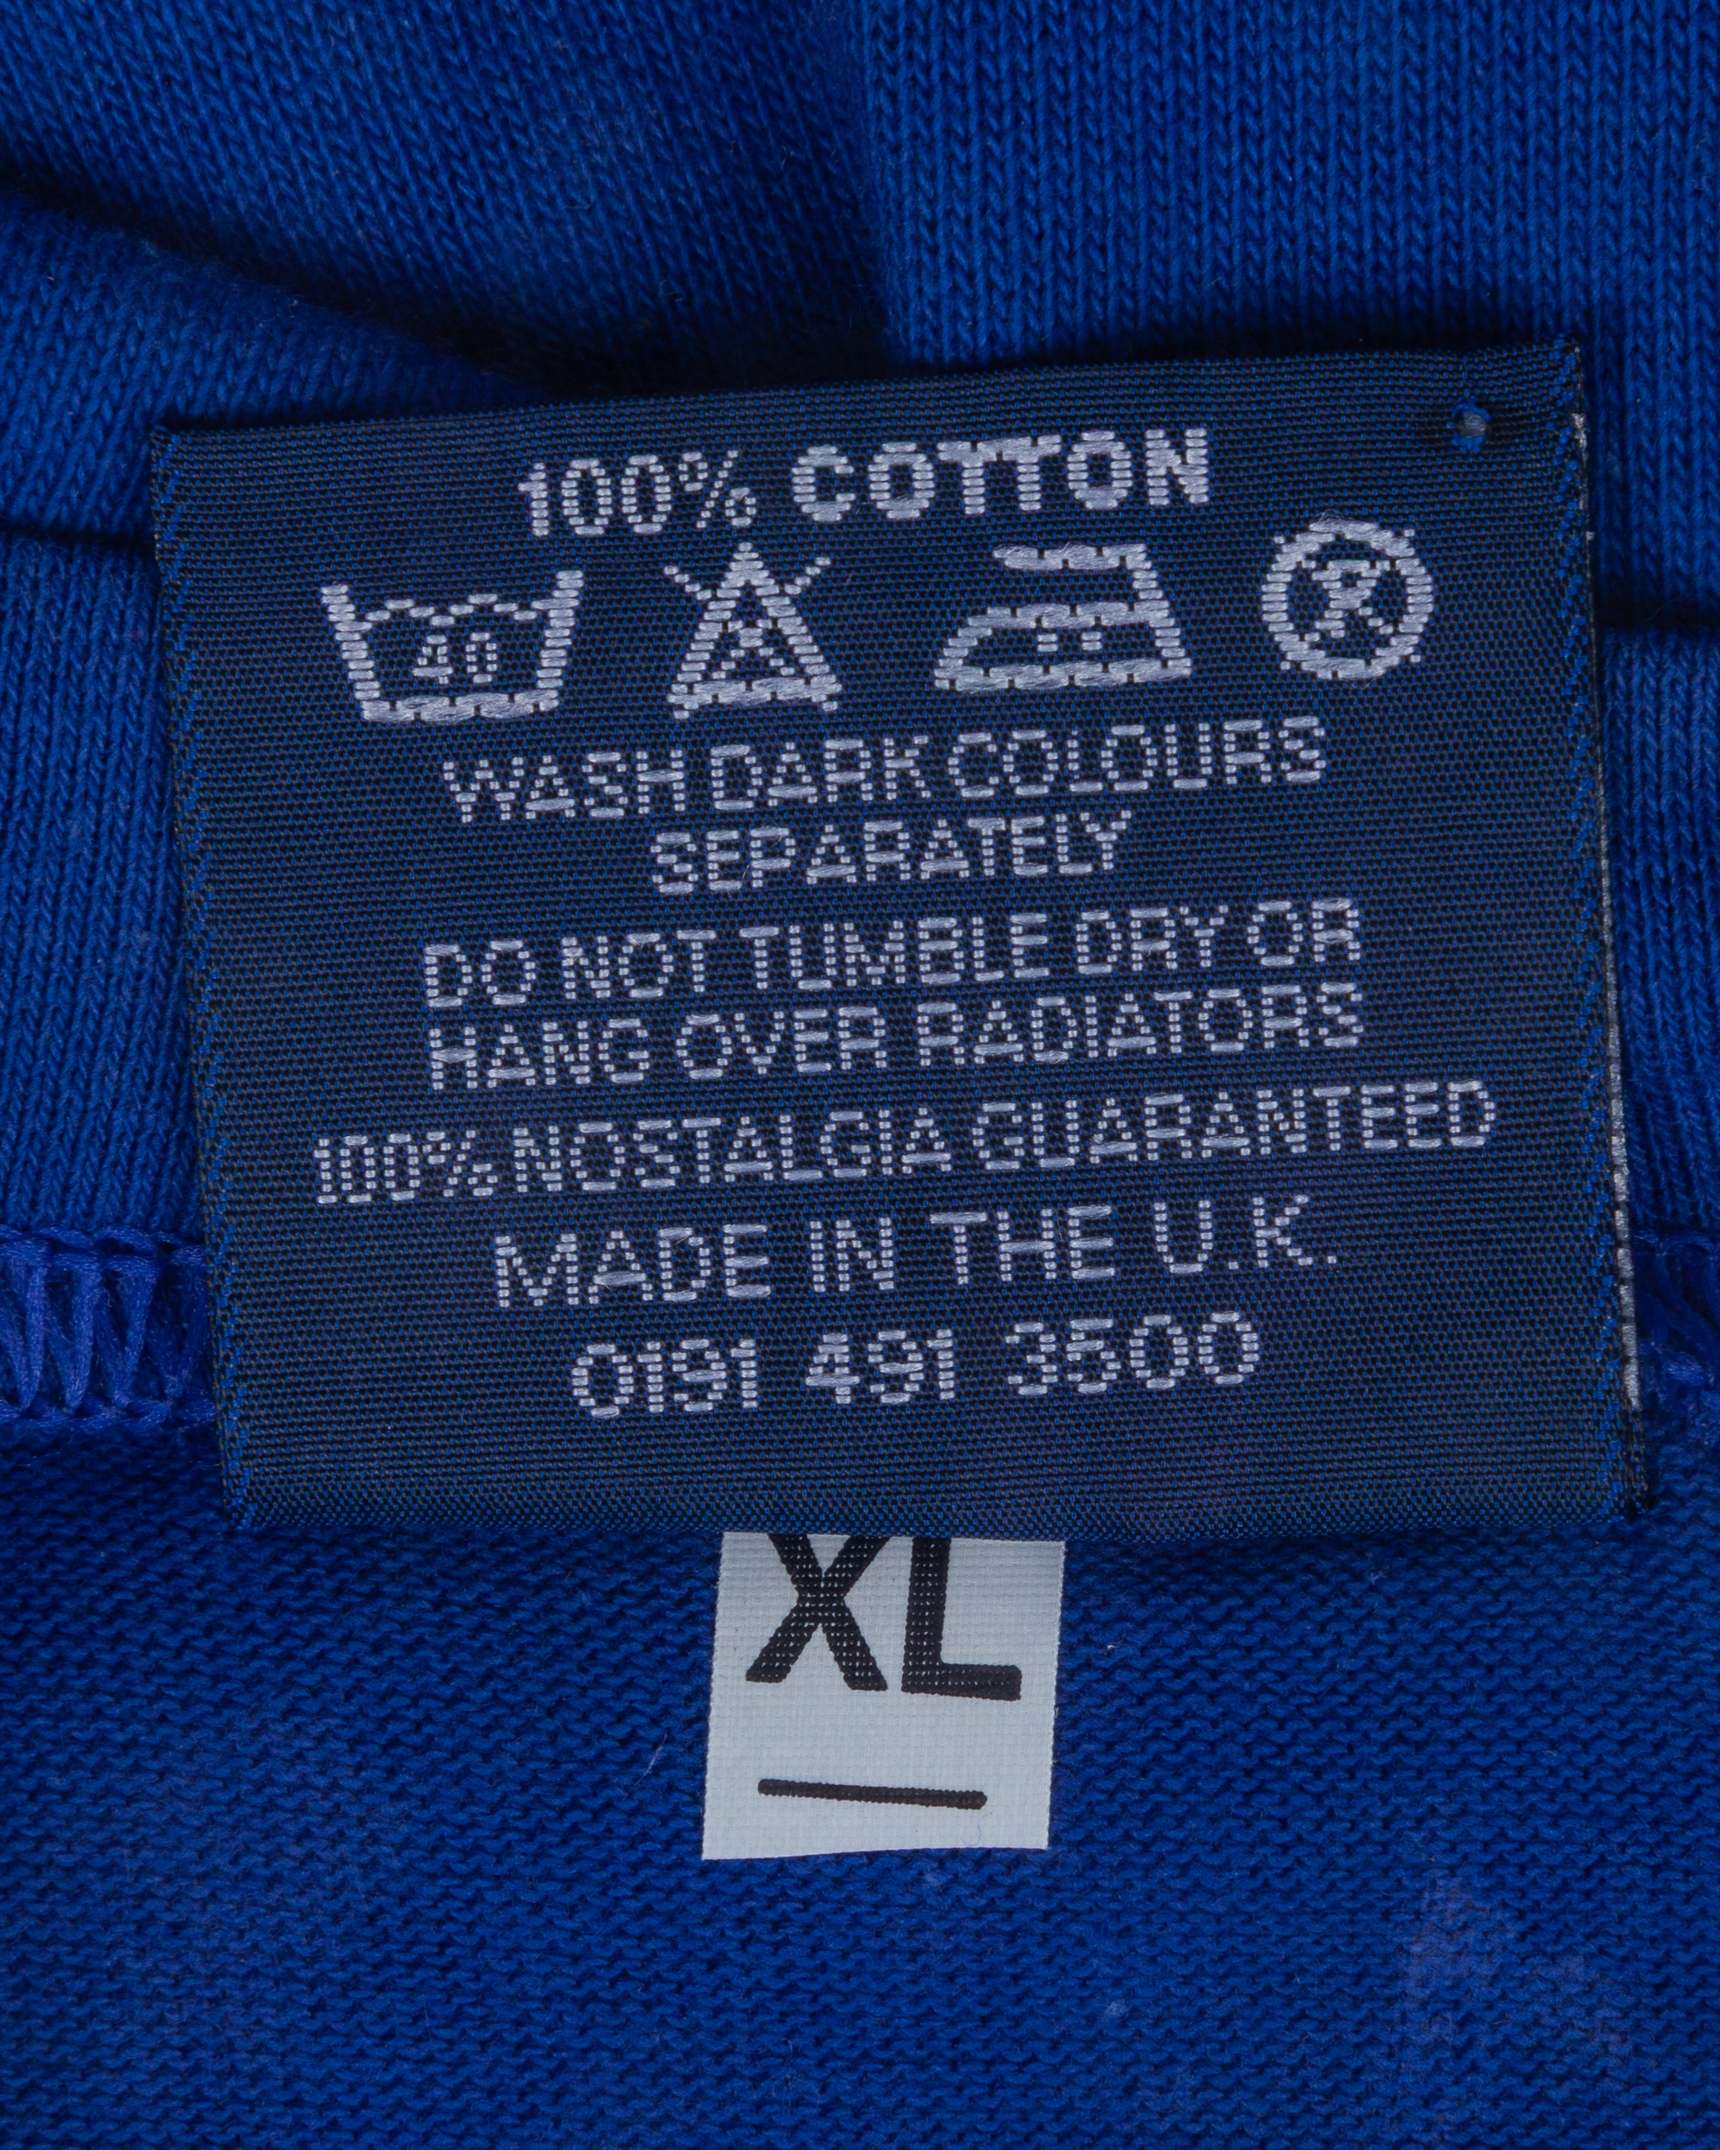 100% COTTON
40
WASH DARK COLOURS
SEPARATELY
DO NOT TUMBLE DRY OR
HANG OVER RADIATORS
100% NOSTALGIA GUARANTEED
MADE IN THE U.K.
0191 491 3500
XL